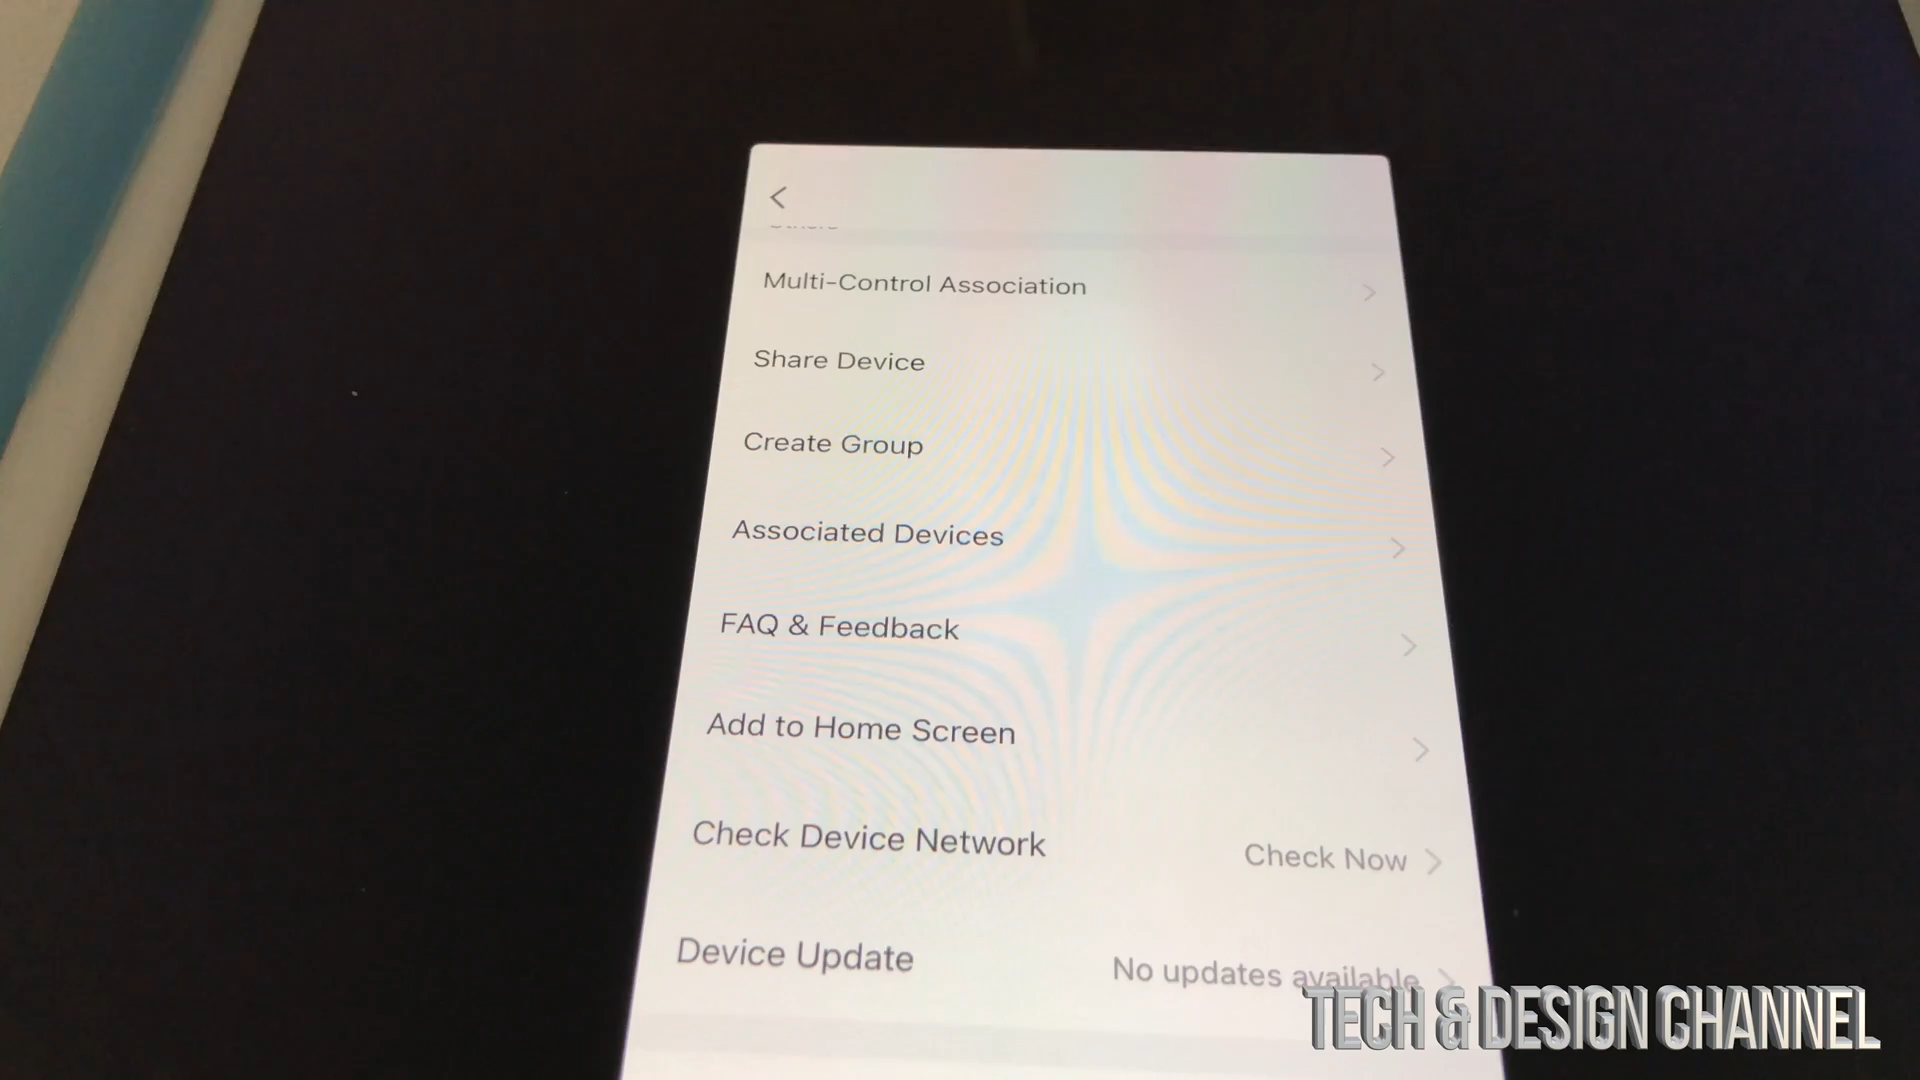 Multi-Control Association
Share Device
Create Group
Associated Devices
FAQ & Feedback
Add to Home Screen
Check Device Network Check Now
Device Update No updates available
TECH & DESIGN CHANNEL